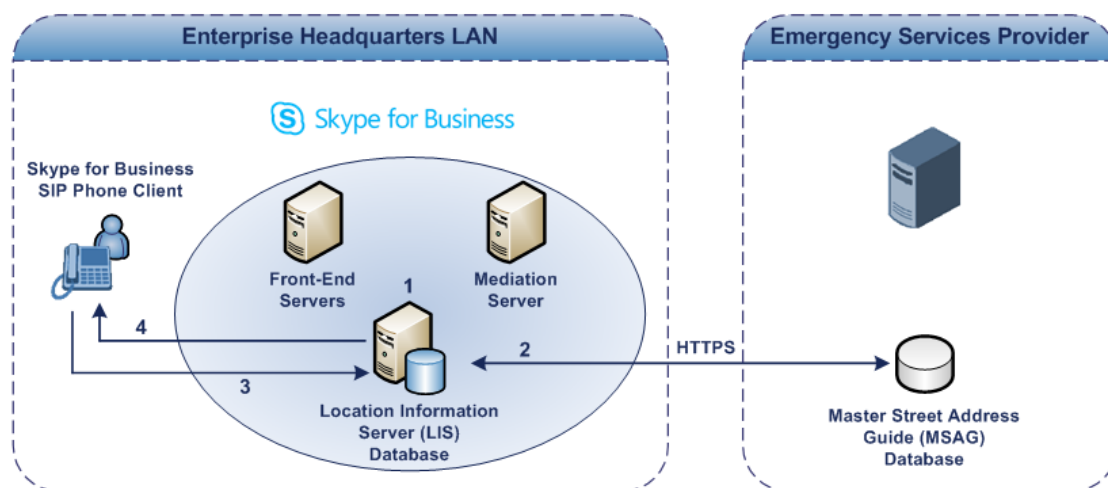 Enterprise Headquarters LAN
Emergency Services Provider
S Skype for Business
Skype for Business
SIP Phone Client
Front-End
Servers
Mediation
Server
1
4
3
2
HTTPS
Location Information
Server (LIS)
Database
Master Street Address
Guide (MSAG)
Database